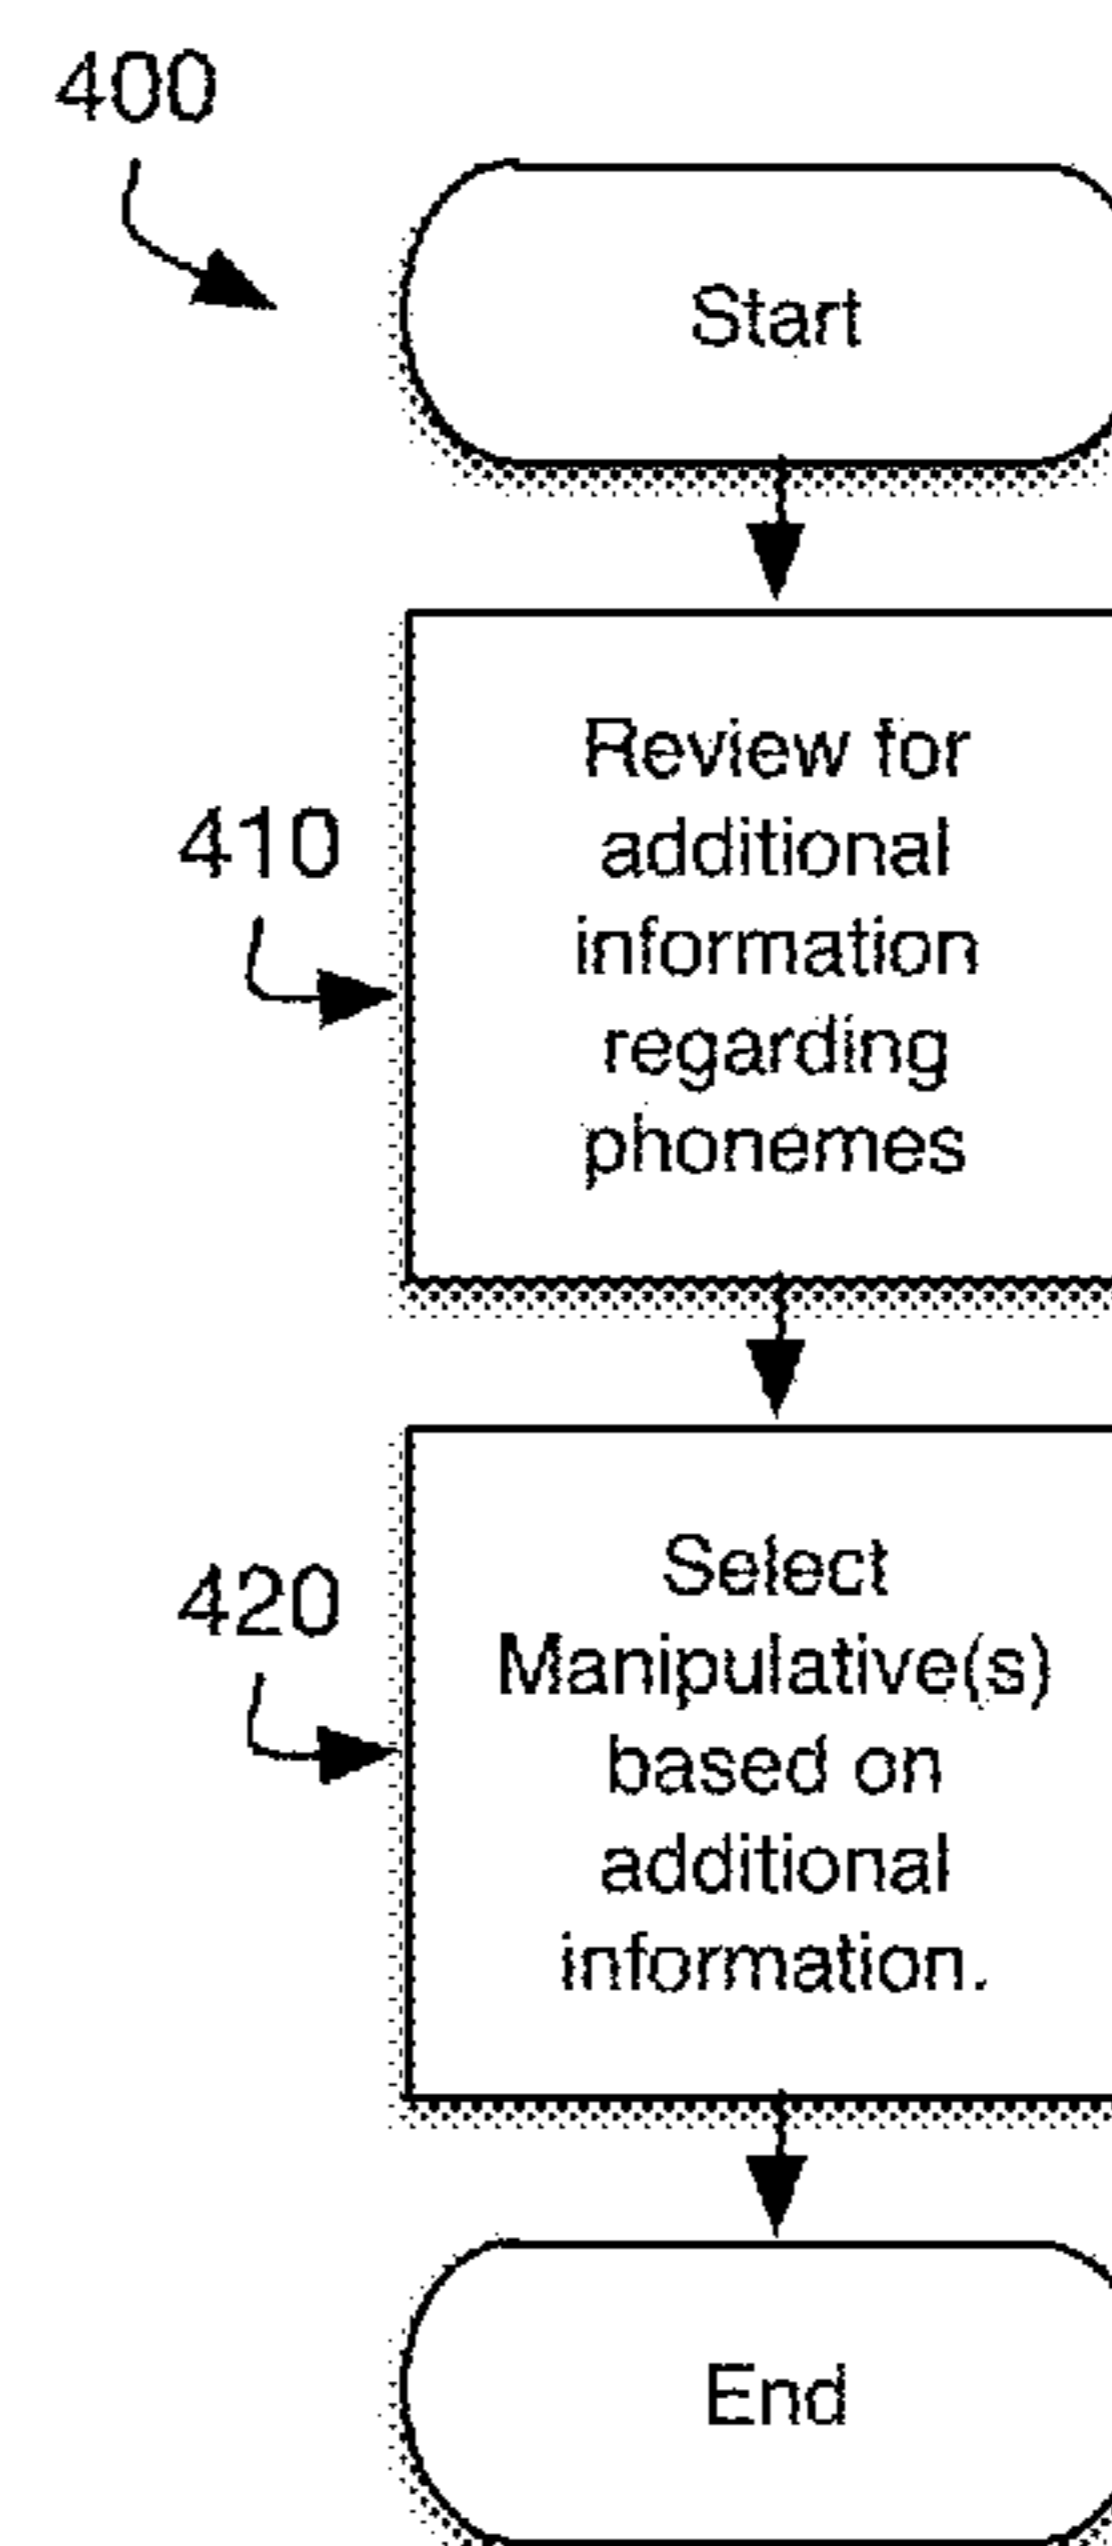 400
Start
410
Review for
additional
information
regarding
phonemes
420
Select
Manipulative(s)
based on
additional
information.
End